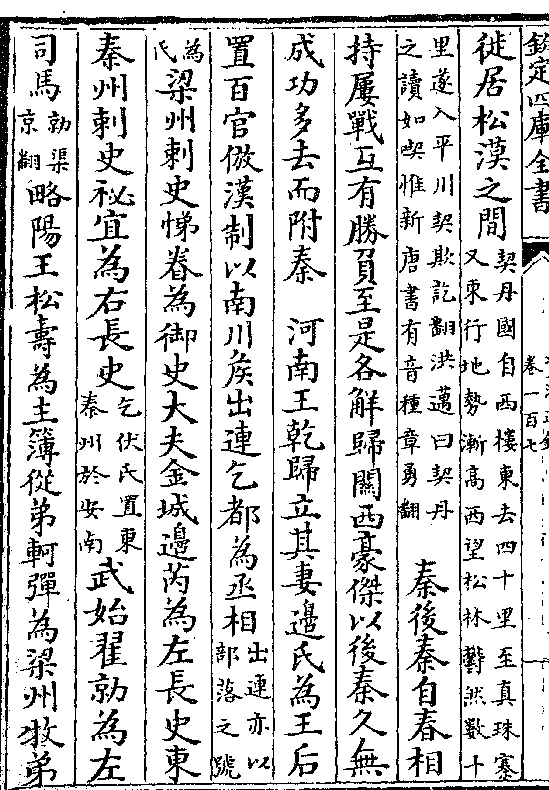 欽定四庫全書
卷一百七
徙居松漠之間契丹國自西樓東去四十里至真珠寨
又東行地勢漸高西望松林鬱然數十
里遂入平川契欺訖翻洪邁曰契丹
之讀如喫惟新唐書有音種章勇翻 秦後秦自春相
持屢戰互有勝負至是各解歸關西豪傑以後秦久無
成功多去而附秦 河南王乾歸立其妻邊氏為王后
置百官倣漢制以南川侯出連乞都為丞相出連亦以
部落之號
為氏梁州刺史悌眷為御史大夫金城邊芮為左長史東
秦州刺史祕宜為右長史乞伏氏置東
秦州於安南武始翟勍為左
司馬勍渠
京翻略陽王松壽為主簿從弟軻彈為梁州牧弟